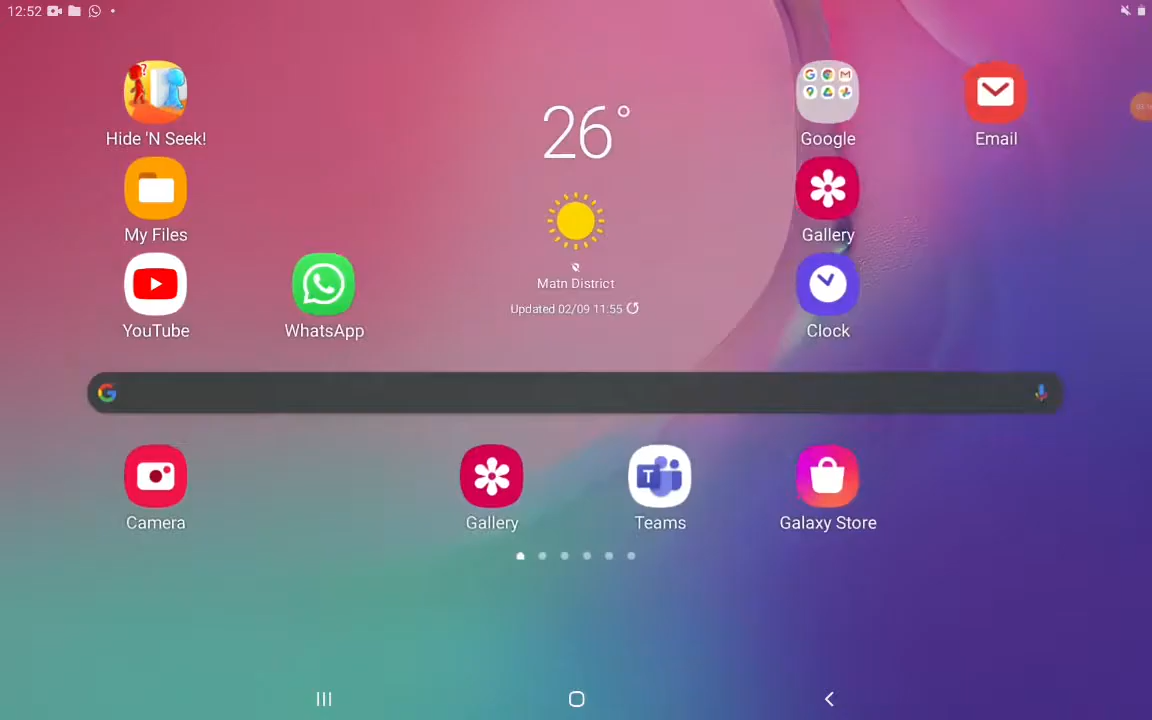 12:52
Hide 'N Seek!
26°
Google
Email
My Files
Gallery
YouTube
WhatsApp
Matn District
Updated 02/09 11:55
Clock
Camera
Gallery
Teams
Galaxy Store